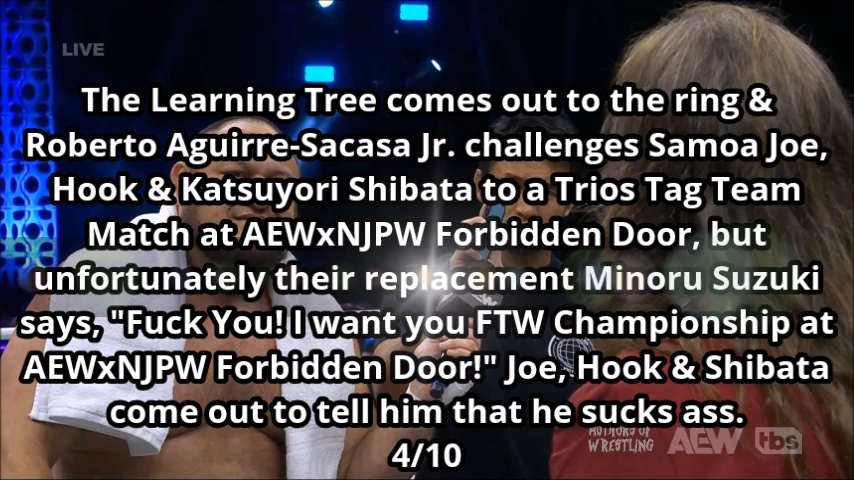 LIVE
The Learning Tree comes out to the ring &
Roberto Aguirre-Sacasa Jr. challenges Samoa Joe,
Hook & Katsuyori Shibata to a Trios Tag Team
Match at AEWxNJPW Forbidden Door, but
unfortunately their replacement Minoru Suzuki
says, "Fuck You! I want you FTW Championship at
AEWxNJPW Forbidden Door!" Joe, Hook & Shibata
come out to tell him that he sucks ass.
4/10
AUTHORS OF
WRESTLING
AEW tbs